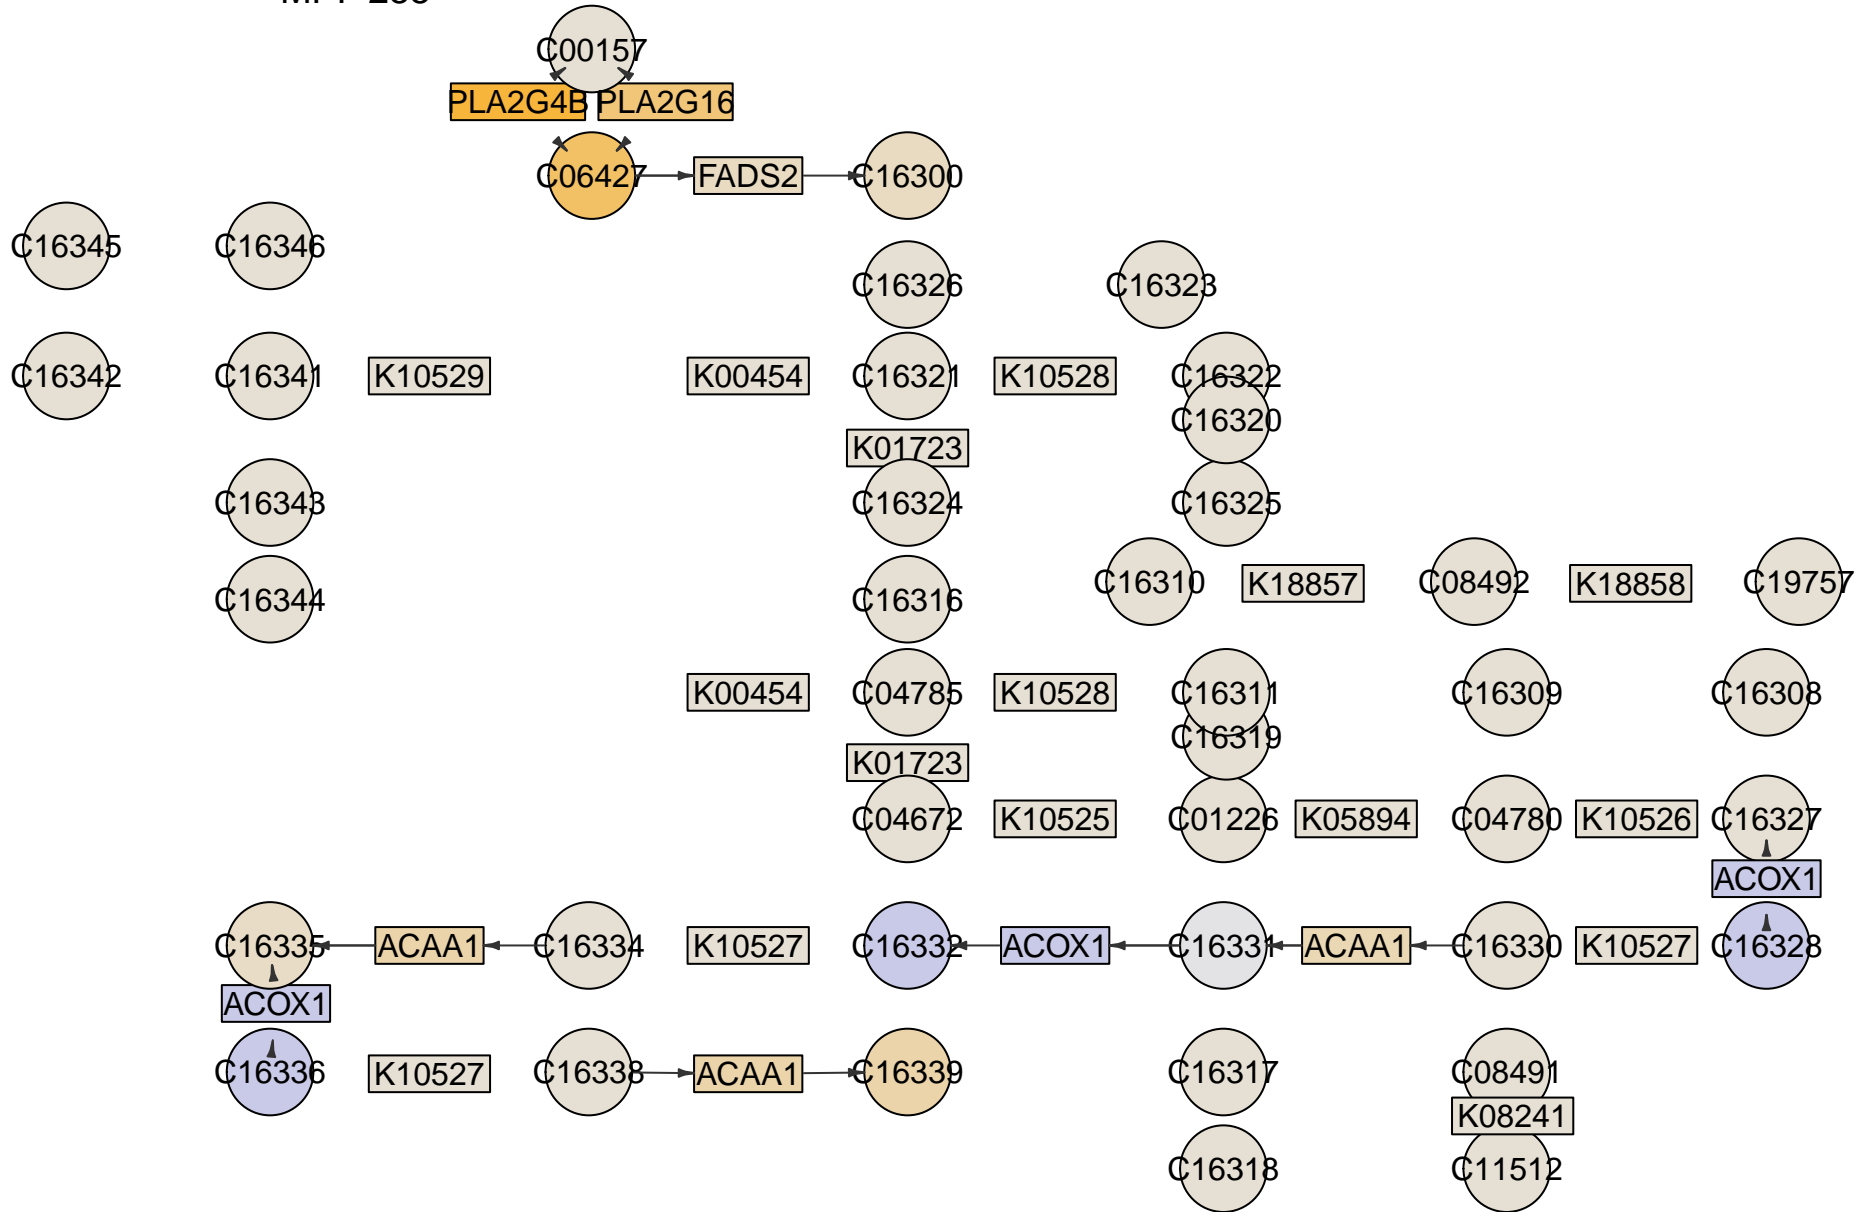 C00157
PLA2G4B PLA2G16
C06427 FADS2 C16300
C16345 C16346
C16326 C16323
C16342 C16341 K10529 K00454 C16321 K10528 C16322
C16320
K01723
C16343 C16324 C16325
C16310 K18857 C08492 K18858 C19757
C16344 C16316
K00454 C04785 K10528 C16311 C16309 C16308
C16319
K01723
C04672 K10525 C01226 K05894 C04780 K10526 C16327
ACOX1
C16335 ACAA1 C16334 K10527 C16332 ACOX1 C16331 ACAA1 C16330 K10527 C16328
ACOX1
C16336 K10527 C16338 ACAA1 C16339 C16317 C08491
K08241
C16318 C11512